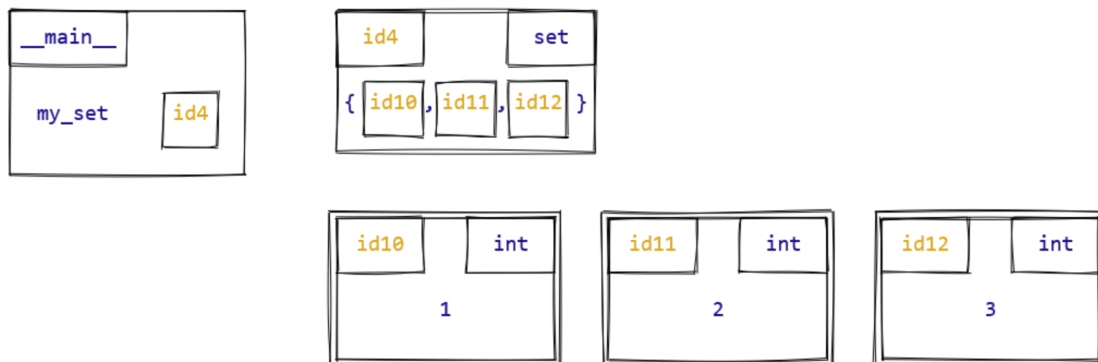 __main__
my_set id4
id4 set
{ id10, id11, id12 }
id10 int
1
id11 int
2
id12 int
3